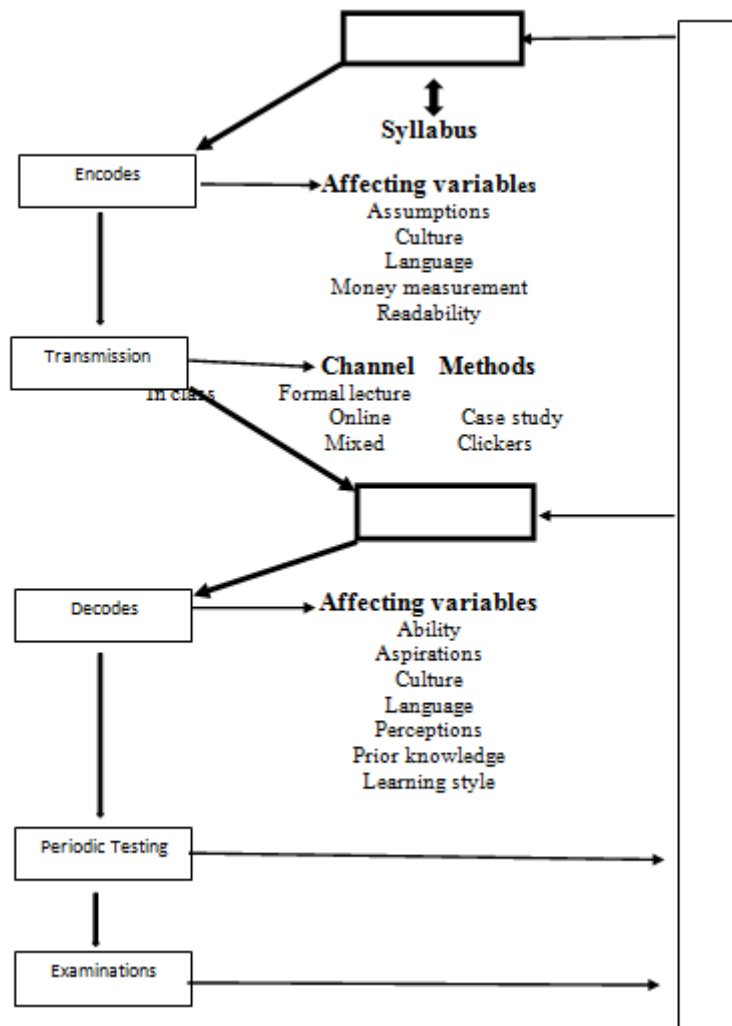 Syllabus
Encodes
Affecting variables
Assumptions
Culture
Language
Money measurement
Readability
Transmission
Channel Methods
In class Formal lecture
Online Case study
Mixed Clickers
Decodes
Affecting variables
Ability
Aspirations
Culture
Language
Perceptions
Prior knowledge
Learning style
Periodic Testing
Examinations